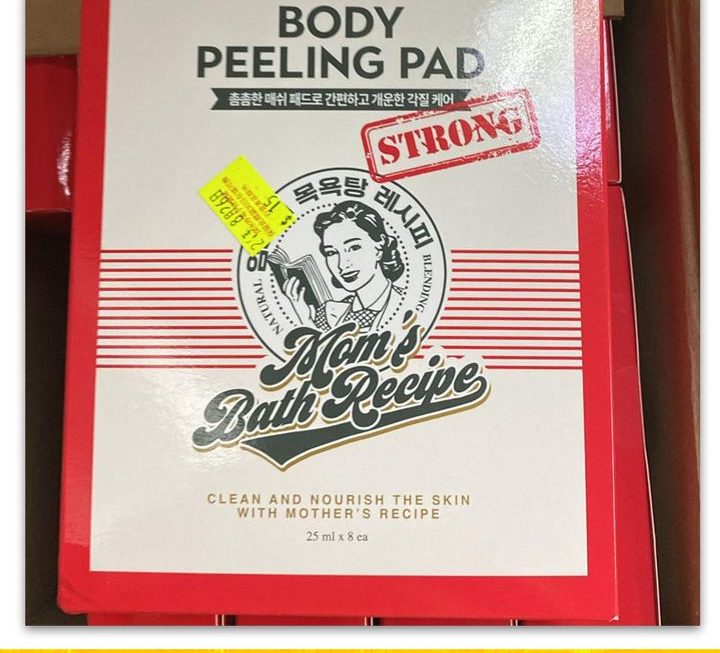 BODY
PEELING PAD
촘촘한 매쉬 패드로 간편하고 개운한 각질 케어
STRONG
$ 15
목욕탕 레시피
NATURAL
BLENDING
Mom's
Bath Recipe
CLEAN AND NOURISH THE SKIN
WITH MOTHER'S RECIPE
25 ml x 8 ea